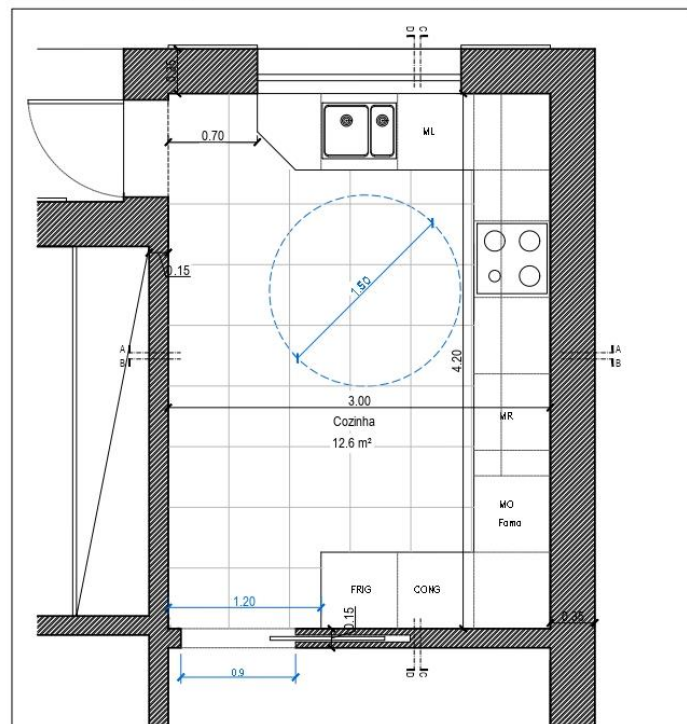 D C
0.35
0.70
ML
0.15
1.50
A
B
A
B
4.20
3.00
Cozinha
12.6 m²
MR
MO
Fama
FRIG
CONG
1.20
0.15
0.35
0.9
D C